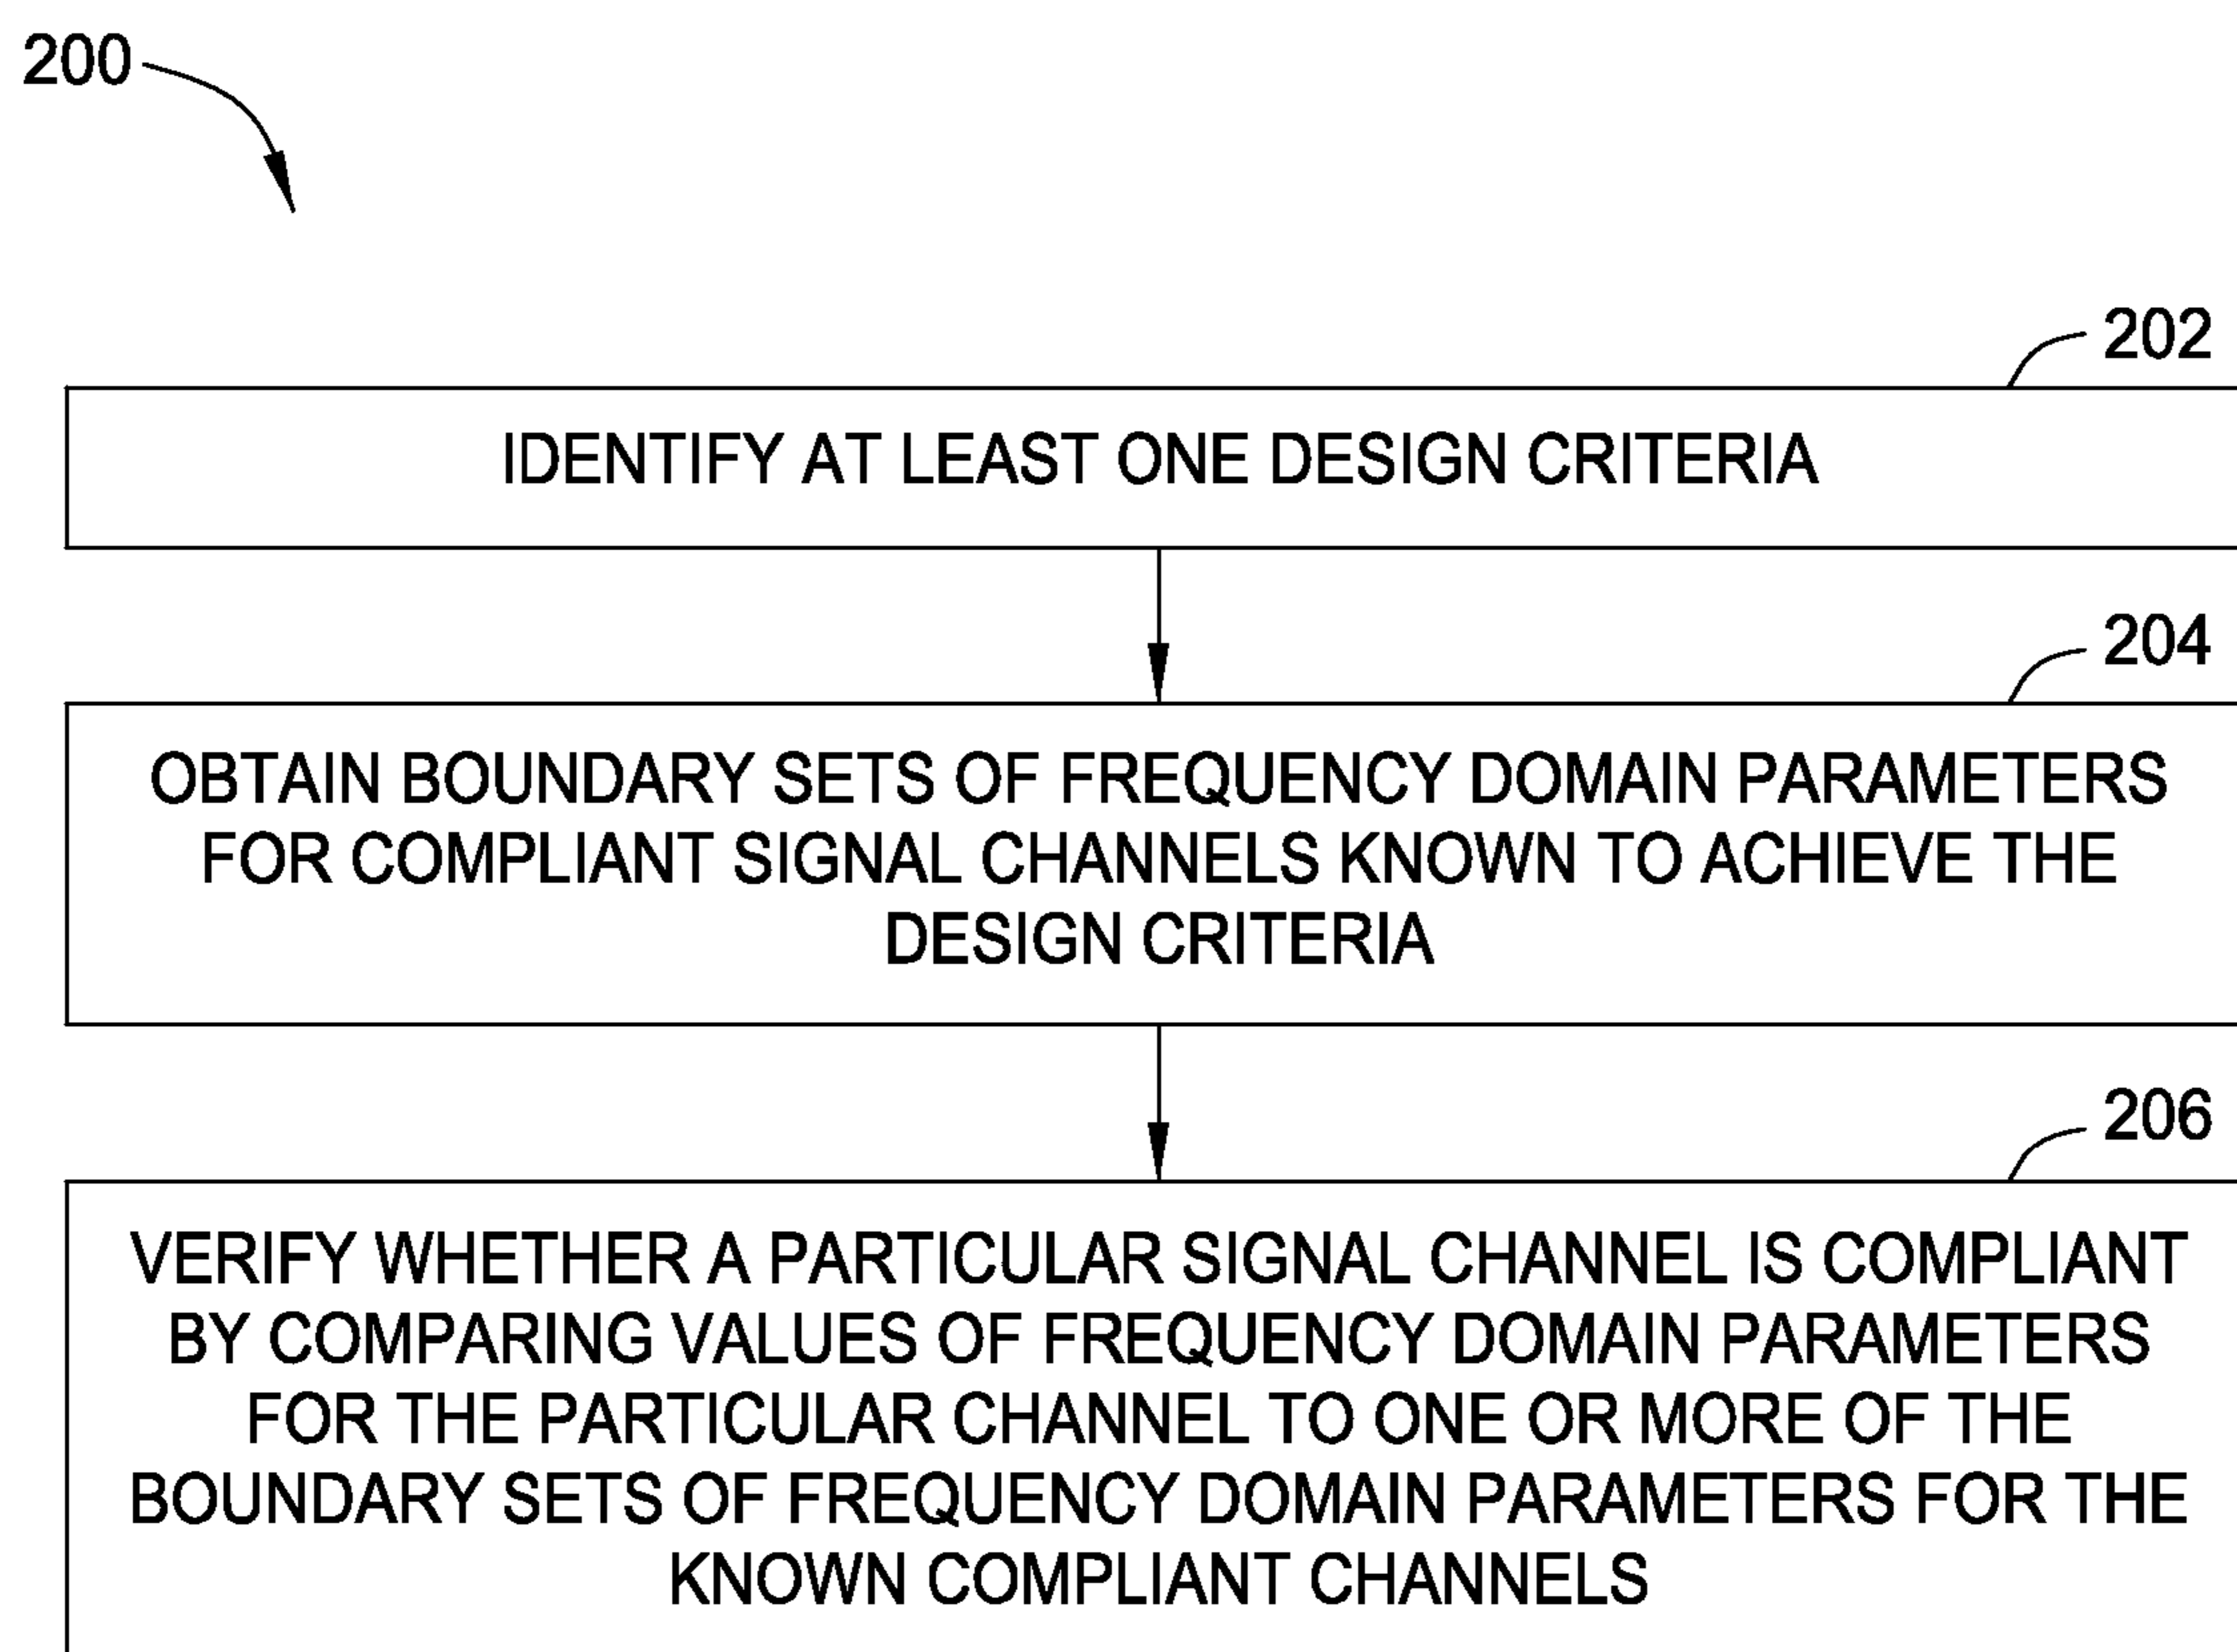 200
202
IDENTIFY AT LEAST ONE DESIGN CRITERIA
204
OBTAIN BOUNDARY SETS OF FREQUENCY DOMAIN PARAMETERS
FOR COMPLIANT SIGNAL CHANNELS KNOWN TO ACHIEVE THE
DESIGN CRITERIA
206
VERIFY WHETHER A PARTICULAR SIGNAL CHANNEL IS COMPLIANT
BY COMPARING VALUES OF FREQUENCY DOMAIN PARAMETERS
FOR THE PARTICULAR CHANNEL TO ONE OR MORE OF THE
BOUNDARY SETS OF FREQUENCY DOMAIN PARAMETERS FOR THE
KNOWN COMPLIANT CHANNELS